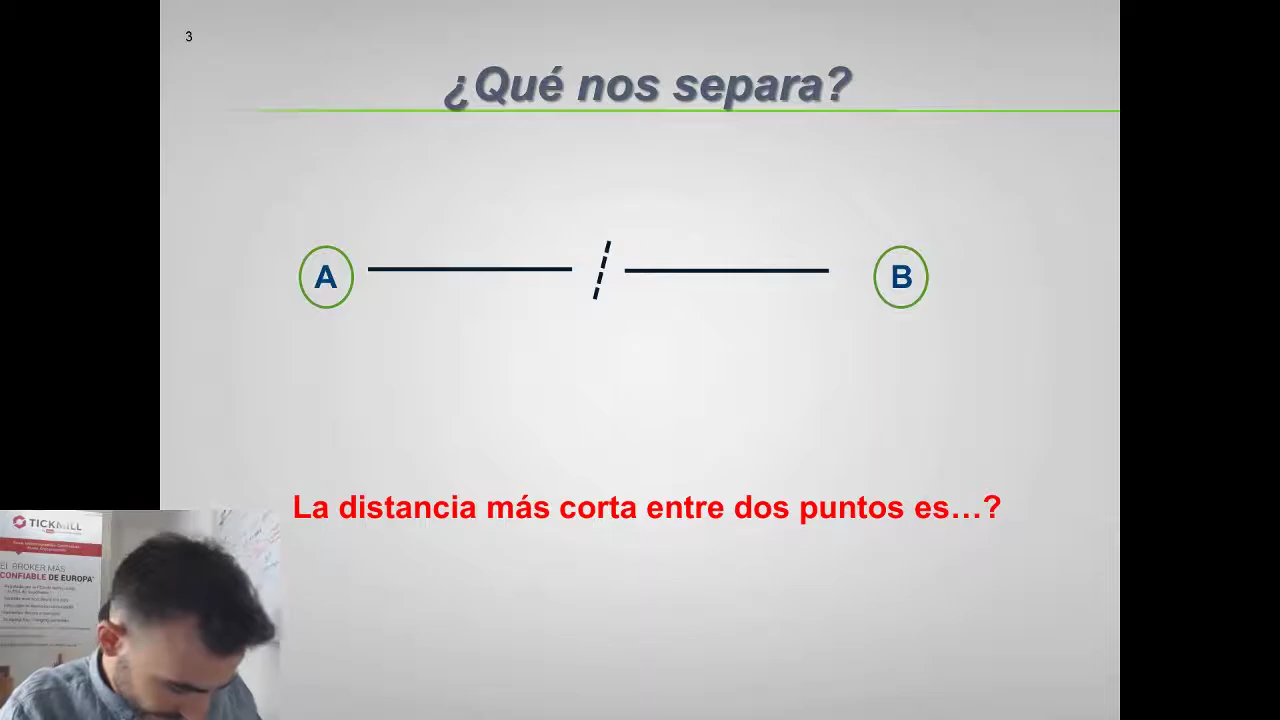 3
¿Qué nos separa?
A
B
La distancia más corta entre dos puntos es…?
TICKMILL
EL BROKER MÁS
CONFIABLE DE EUROPA*